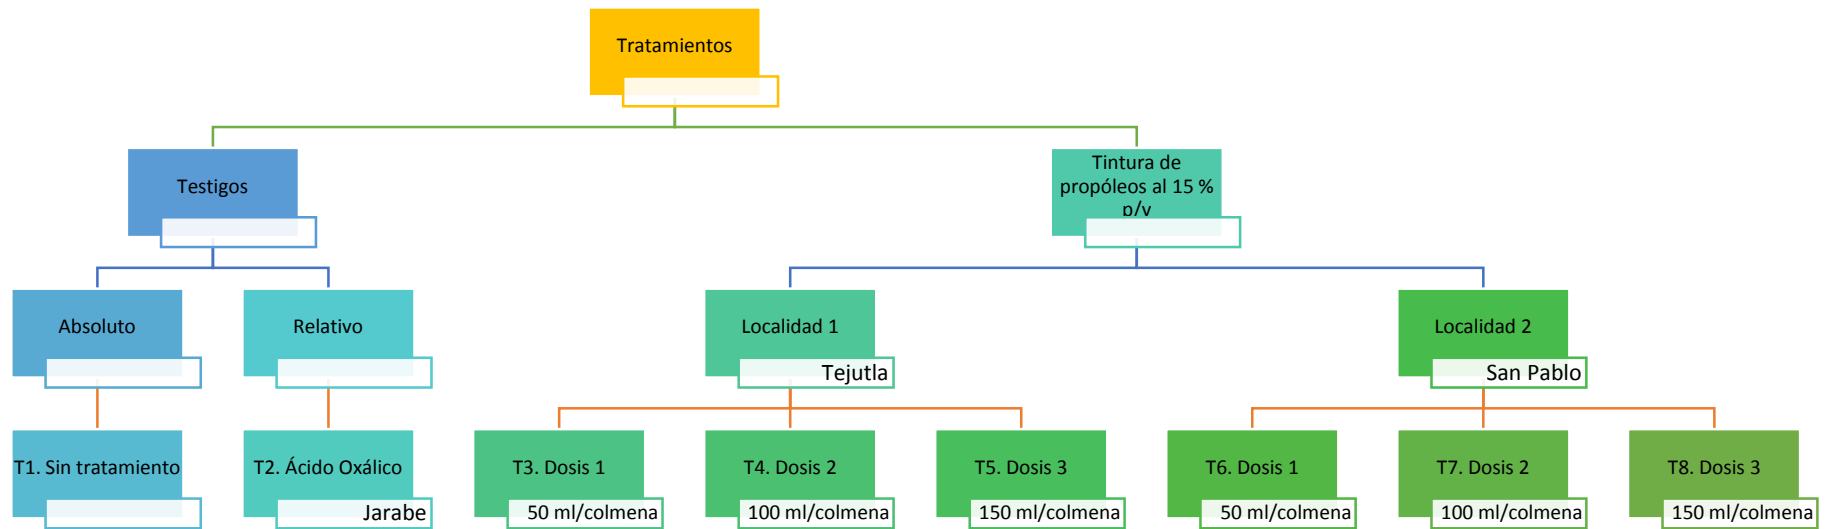 Tratamientos
Testigos
Tintura de
propóleos al 15 %
p/v
Absoluto
Relativo
Localidad 1
Tejutla
Localidad 2
San Pablo
T1. Sin tratamiento
T2. Ácido Oxálico
Jarabe
T3. Dosis 1
50 ml/colmena
T4. Dosis 2
100 ml/colmena
T5. Dosis 3
150 ml/colmena
T6. Dosis 1
50 ml/colmena
T7. Dosis 2
100 ml/colmena
T8. Dosis 3
150 ml/colmena